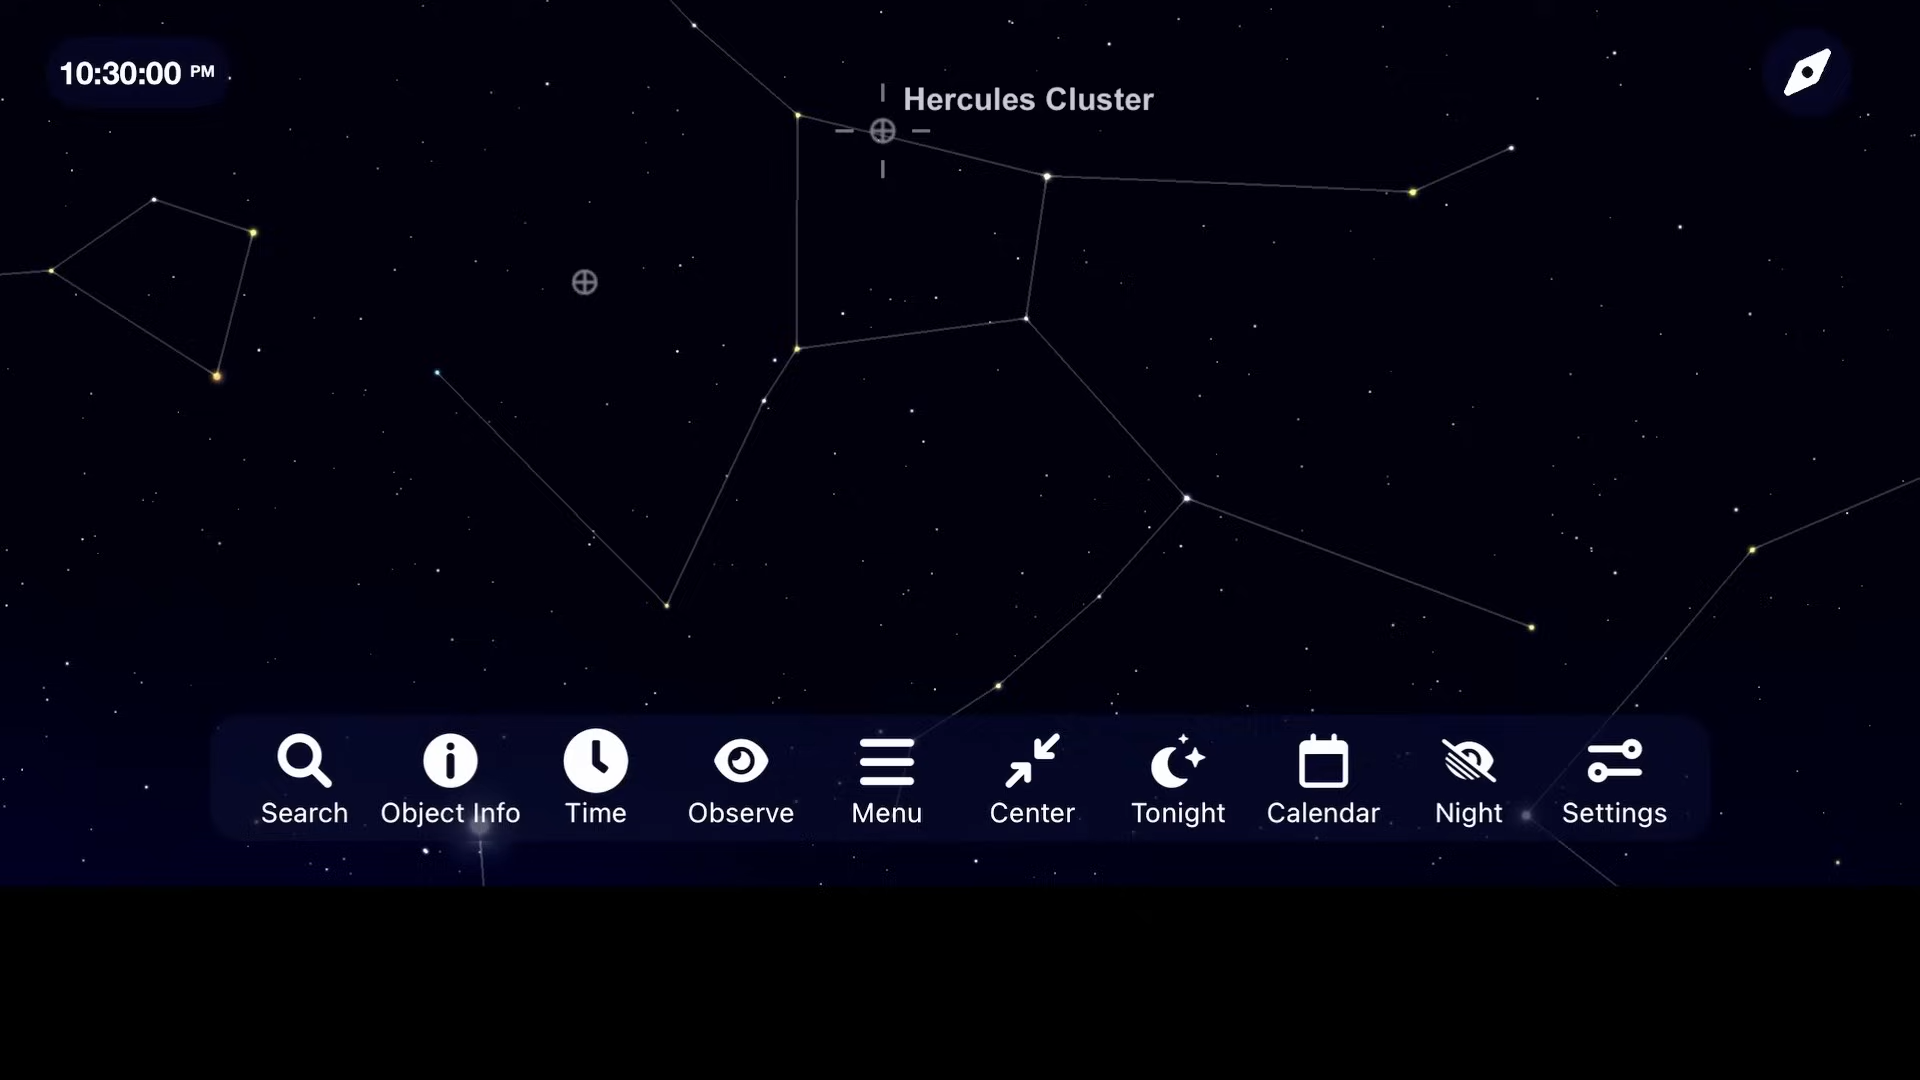 10:30:00 PM
Hercules Cluster
Search
Object Info
Time
Observe
Menu
Center
Tonight
Calendar
Night
Settings